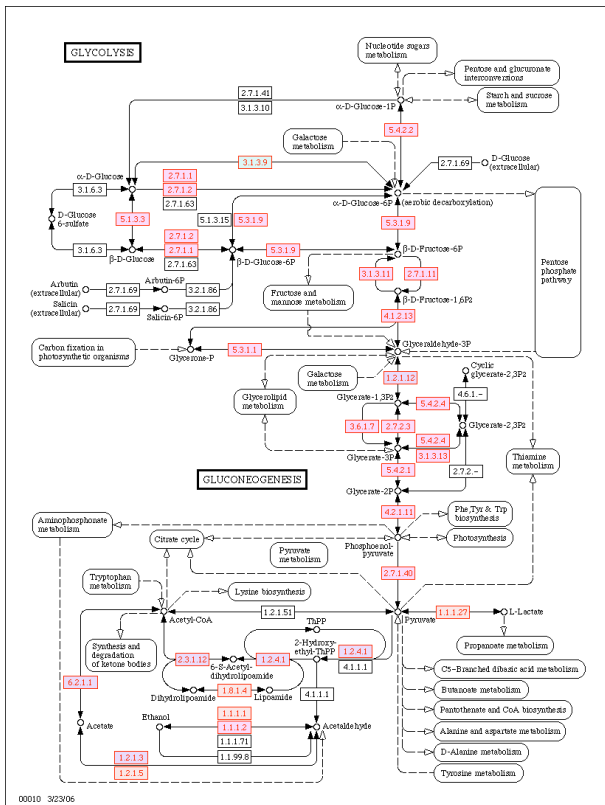 GLYCOLYSIS
Nucleotide sugars
metabolism
Pentose and glucuronate
interconversions
Starch and sucrose
metabolism
2.7.1.41
3.1.3.10
α-D-Glucose-1P
5.4.2.2
Galactose
metabolism
α-D-Glucose
3.1.3.9
2.7.1.69
D-Glucose
(extracellular)
3.1.6.3
2.7.1.1
2.7.1.2
2.7.1.63
α-D-Glucose-6P
(aerobic decarboxylation)
D-Glucose
6-sulfate
5.1.3.3
5.3.1.5
5.3.1.9
5.3.1.9
3.1.6.3
2.7.1.2
2.7.1.1
2.7.1.63
β-D-Glucose
β-D-Glucose-6P
5.3.1.9
β-D-Fructose-6P
Pentose
phosphate
pathway
Arbutin
(extracellular)
2.7.1.69
Arbutin-6P
3.2.1.86
Salicin
(extracellular)
2.7.1.69
Salicin-6P
3.2.1.86
Fructose and
mannose metabolism
3.1.3.11
2.7.1.11
β-D-Fructose-1,6P2
4.1.2.13
Carbon fixation in
photosynthetic organisms
Glycerone-P
5.3.1.1
Glyceraldehyde-3P
Galactose
metabolism
1.2.1.12
Cyclic
glycerate-2,3P2
Glycerolipid
metabolism
Glycerate-1,3P2
5.4.2.4
4.6.1.-
3.6.1.7
2.7.2.3
Glycerate-2,3P2
5.4.2.4
3.1.3.13
Glycerate-3P
2.7.2.-
Thiamine
metabolism
5.4.2.1
GLUCONEOGENESIS
Glycerate-2P
4.2.1.11
Aminophosphonate
metabolism
Citrate cycle
Phe,Tyr & Trp
biosynthesis
Photosynthesis
Pyruvate
metabolism
Phosphoenol-
pyruvate
2.7.1.40
Tryptophan
metabolism
Lysine biosynthesis
Acetyl-CoA
1.2.1.51
Pyruvate
1.1.1.27
L-Lactate
ThPP
Synthesis and
degradation
of ketone bodies
2-Hydroxy-
ethyl-ThPP
Propanoate metabolism
2.3.1.12
1.2.4.1
1.2.4.1
4.1.1.1
6-S-Acetyl-
dihydrolipoamide
C5-Branched dibasic acid metabolism
6.2.1.1
Dihydrolipoamide
1.8.1.4
Lipoamide
4.1.1.1
Butanoate metabolism
Pantothenate and CoA biosynthesis
Acetate
Ethanol
1.1.1.1
1.1.1.2
1.1.1.71
1.1.99.8
Acetaldehyde
Alanine and aspartate metabolism
D-Alanine metabolism
1.2.1.3
1.2.1.5
Tyrosine metabolism
00010 3/23/06